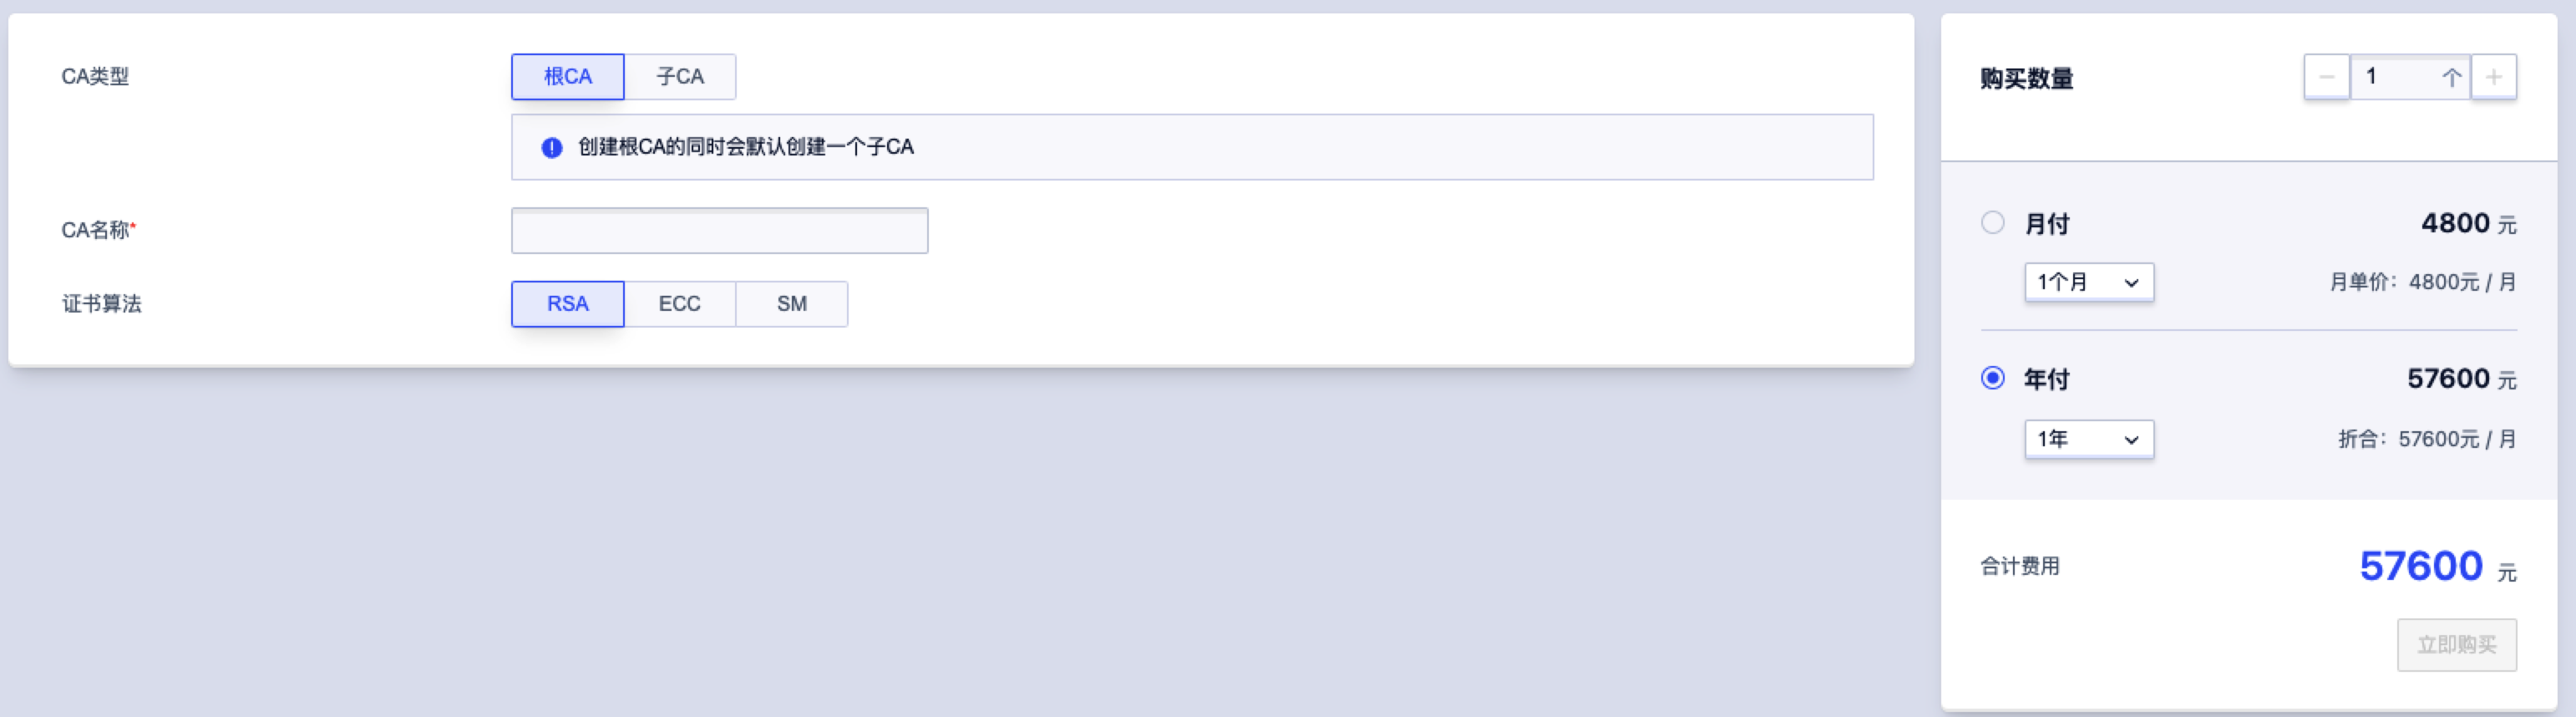 CA类型
根CA 子CA
创建根CA的同时会默认创建一个子CA
CA名称*
证书算法
RSA ECC SM
购买数量
1 个
月付 4800 元
1个月 月单价：4800元 / 月
年付 57600 元
1年 折合：57600元 / 月
合计费用 57600 元
立即购买